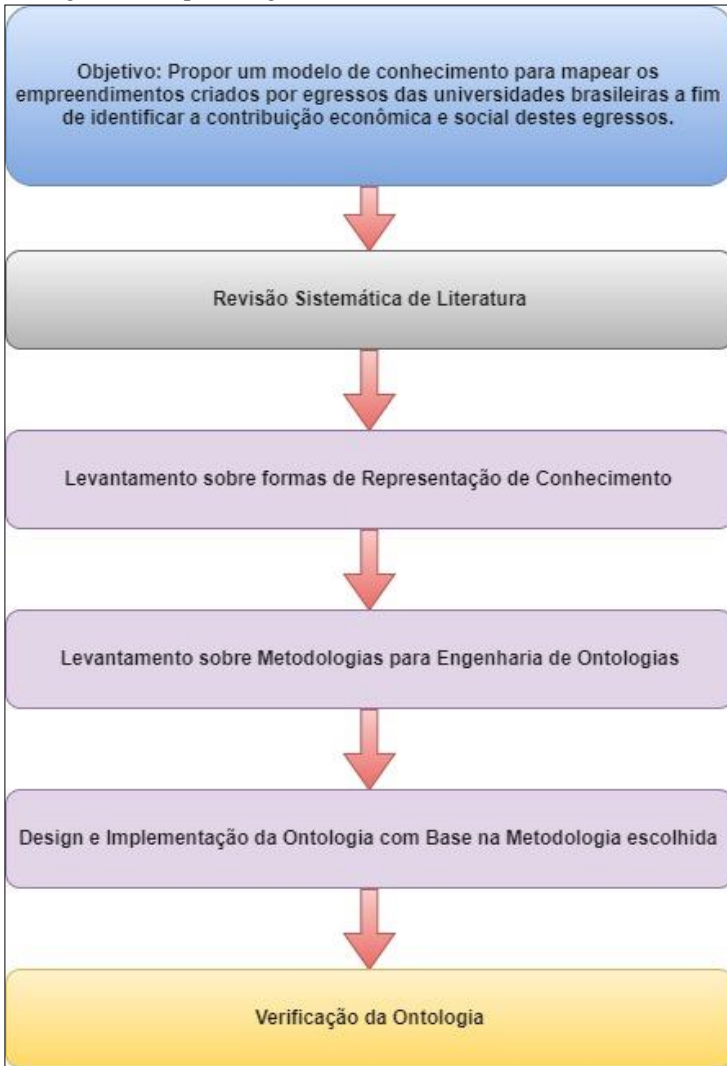 Objetivo: Propor um modelo de conhecimento para mapear os
empreendimentos criados por egressos das universidades brasileiras a fim
de identificar a contribuição econômica e social destes egressos.
Revisão Sistemática de Literatura
Levantamento sobre formas de Representação de Conhecimento
Levantamento sobre Metodologias para Engenharia de Ontologias
Design e Implementação da Ontologia com Base na Metodologia escolhida
Verificação da Ontologia